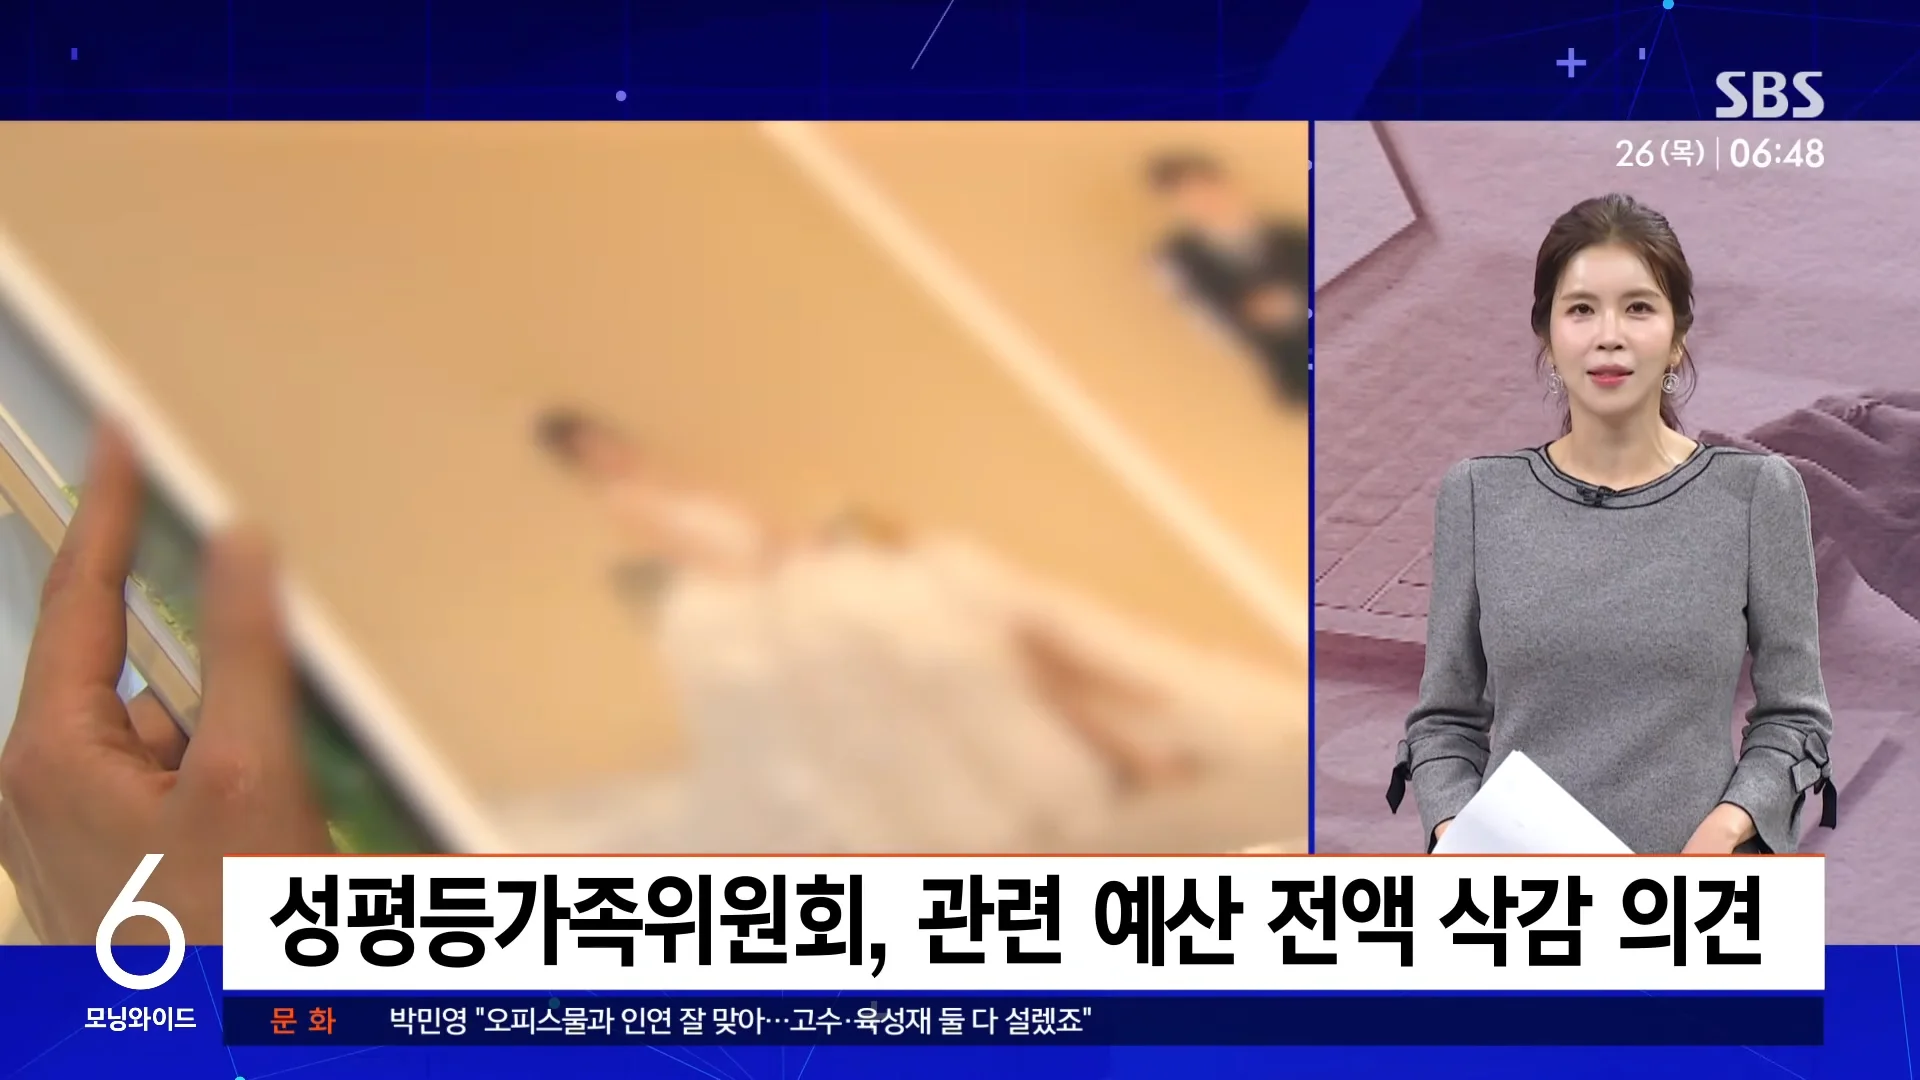 SBS
26(목) | 06:48
성평등가족위원회, 관련 예산 전액 삭감 의견
6
모닝와이드
문 화 박민영 "오피스물과 인연 잘 맞아…고수·육성재 둘 다 설렜죠"